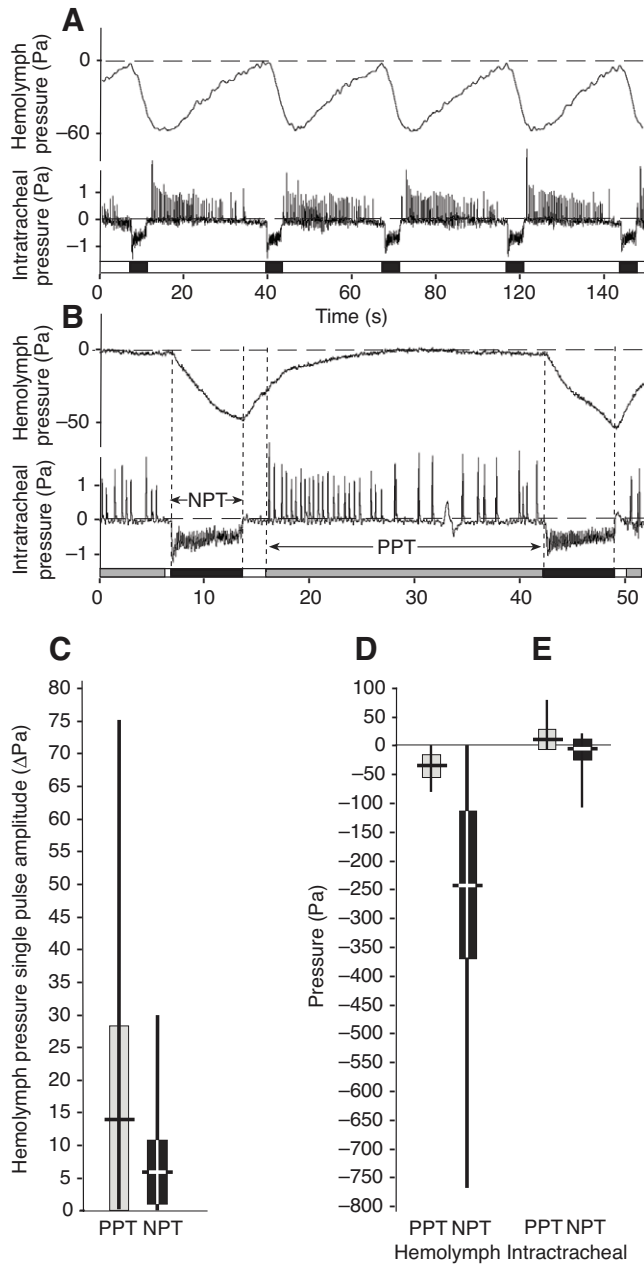 A
Hemolymph
pressure (Pa)
0
−60
Intratracheal
pressure (Pa)
1
0
−1
0 20 40 60 80 100 120 140
Time (s)
B
Hemolymph
pressure (Pa)
0
−50
Intratracheal
pressure (Pa)
1
0
−1
NPT
PPT
0 10 20 30 40 50
C
Hemolymph pressure single pulse amplitude (ΔPa)
80
75
70
65
60
55
50
45
40
35
30
25
20
15
10
5
0
PPT NPT
D E
Pressure (Pa)
100
50
0
−50
−100
−150
−200
−250
−300
−350
−400
−450
−500
−550
−600
−650
−700
−750
−800
PPT NPT PPT NPT
Hemolymph Intractracheal